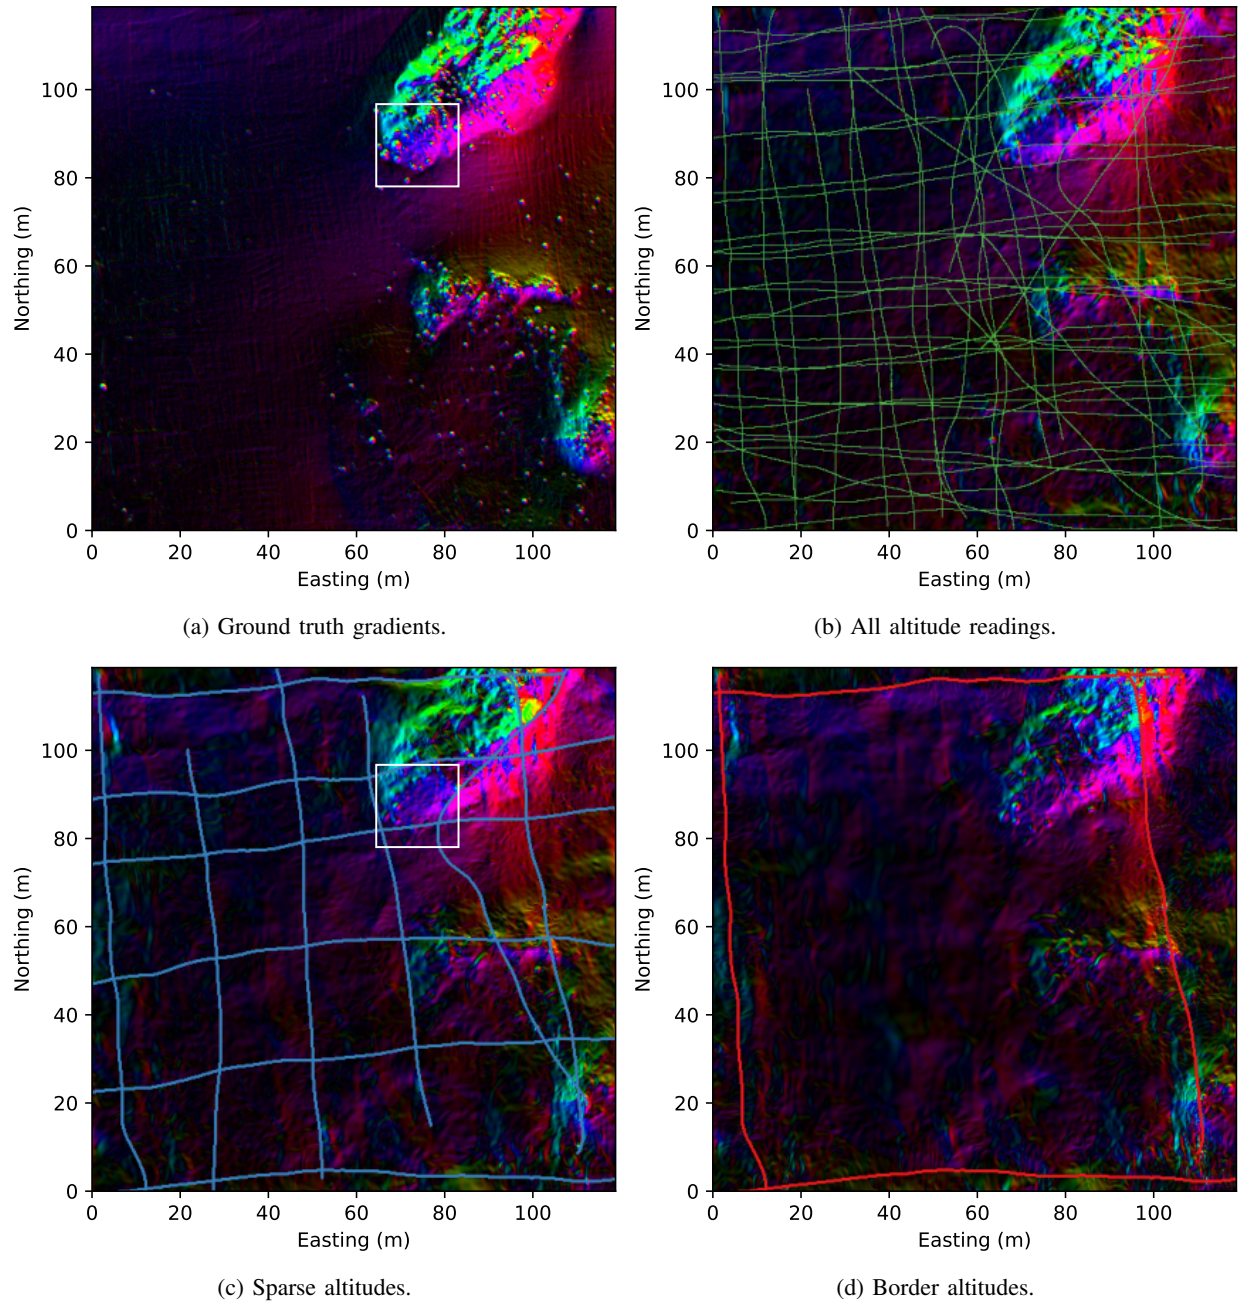 100
80
60
40
20
0
Northing (m)
0 20 40 60 80 100
Easting (m)
(a) Ground truth gradients.
100
80
60
40
20
0
Northing (m)
0 20 40 60 80 100
Easting (m)
(b) All altitude readings.
100
80
60
40
20
0
Northing (m)
0 20 40 60 80 100
Easting (m)
(c) Sparse altitudes.
100
80
60
40
20
0
Northing (m)
0 20 40 60 80 100
Easting (m)
(d) Border altitudes.